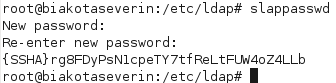 root@biakotaseverin:/etc/ldap# slappasswd
New password:
Re-enter new password:
{SSHA}rg8FDyPsN1cpeTY7tfReLtFUW4oZ4LLb
root@biakotaseverin:/etc/ldap#